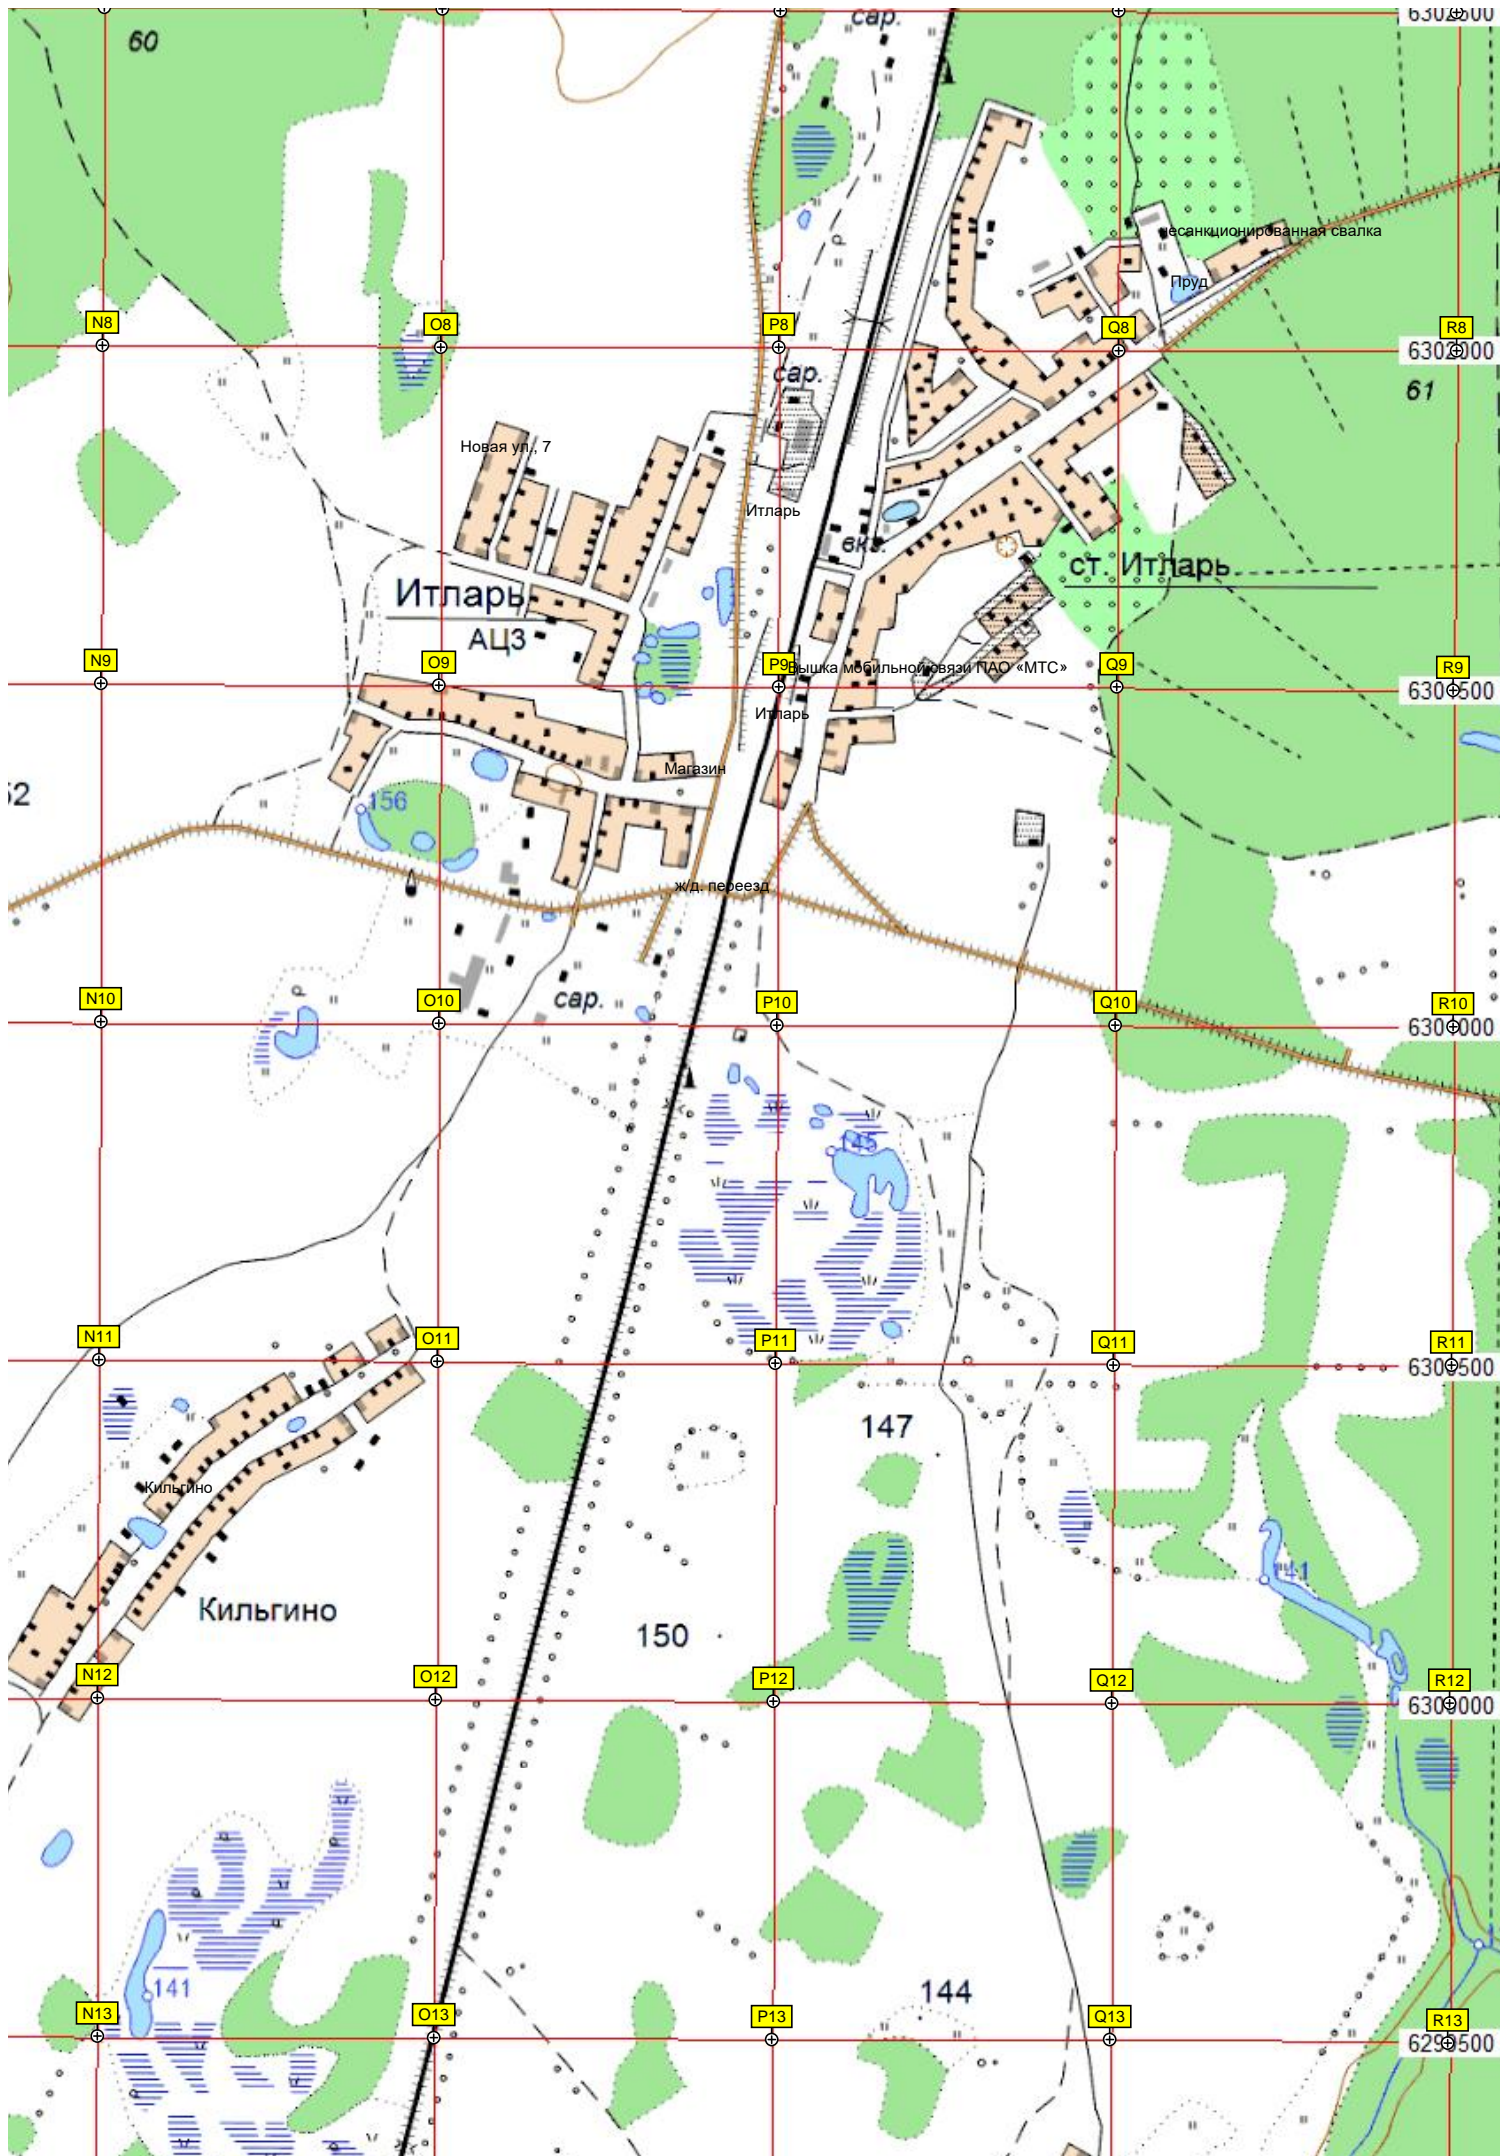 сар.
6302500
60
несанкционированная свалка
Пруд
N8
O8
P8
Q8
R8
6302000
сар.
61
Новая ул., 7
Итларь
вкз.
ст. Итларь
Итларь
АЦЗ
N9
O9
P9
Вышка мобильной связи ПАО «МТС»
Q9
R9
6301500
Итларь
Магазин
52
156
ж/д. переезд
N10
O10
сар.
P10
Q10
R10
6301000
145
N11
O11
P11
Q11
R11
6300500
147
Кильгино
141
Кильгино
150
N12
O12
P12
Q12
R12
6300000
141
144
N13
O13
P13
Q13
R13
6299500